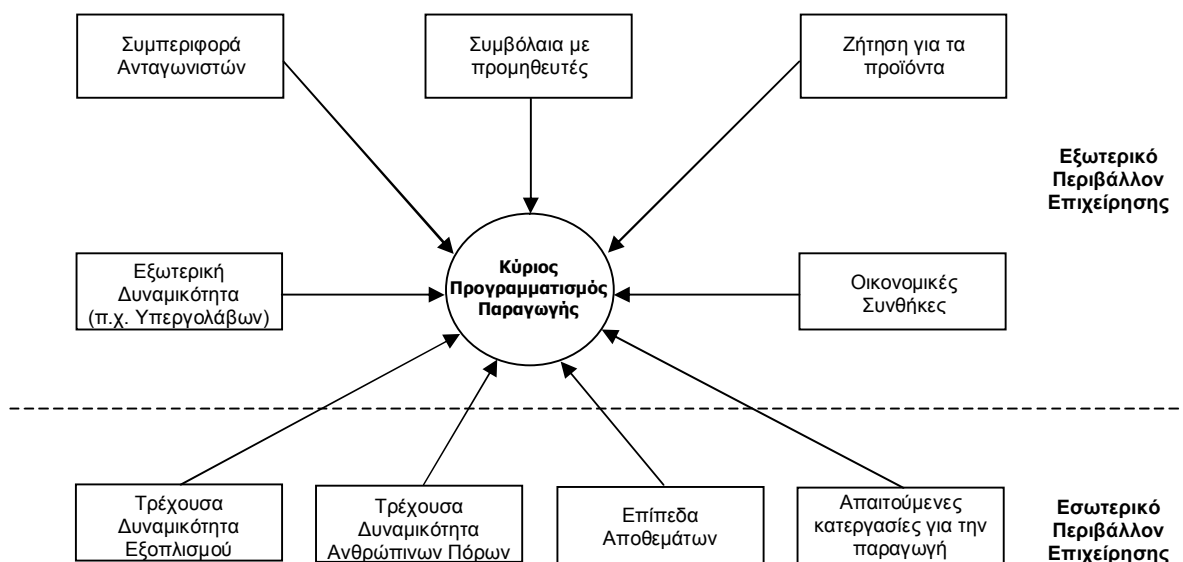 Συμπεριφορά
Ανταγωνιστών
Συμβόλαια με
προμηθευτές
Ζήτηση για τα
προϊόντα
Εξωτερικό
Περιβάλλον
Επιχείρησης
Εξωτερική
Δυναμικότητα
(π.χ. Υπεργολάβων)
Κύριος
Προγραμματισμός
Παραγωγής
Οικονομικές
Συνθήκες
Τρέχουσα
Δυναμικότητα
Εξοπλισμού
Τρέχουσα
Δυναμικότητα
Ανθρώπινων Πόρων
Επίπεδα
Αποθεμάτων
Απαιτούμενες
κατεργασίες για την
παραγωγή
Εσωτερικό
Περιβάλλον
Επιχείρησης